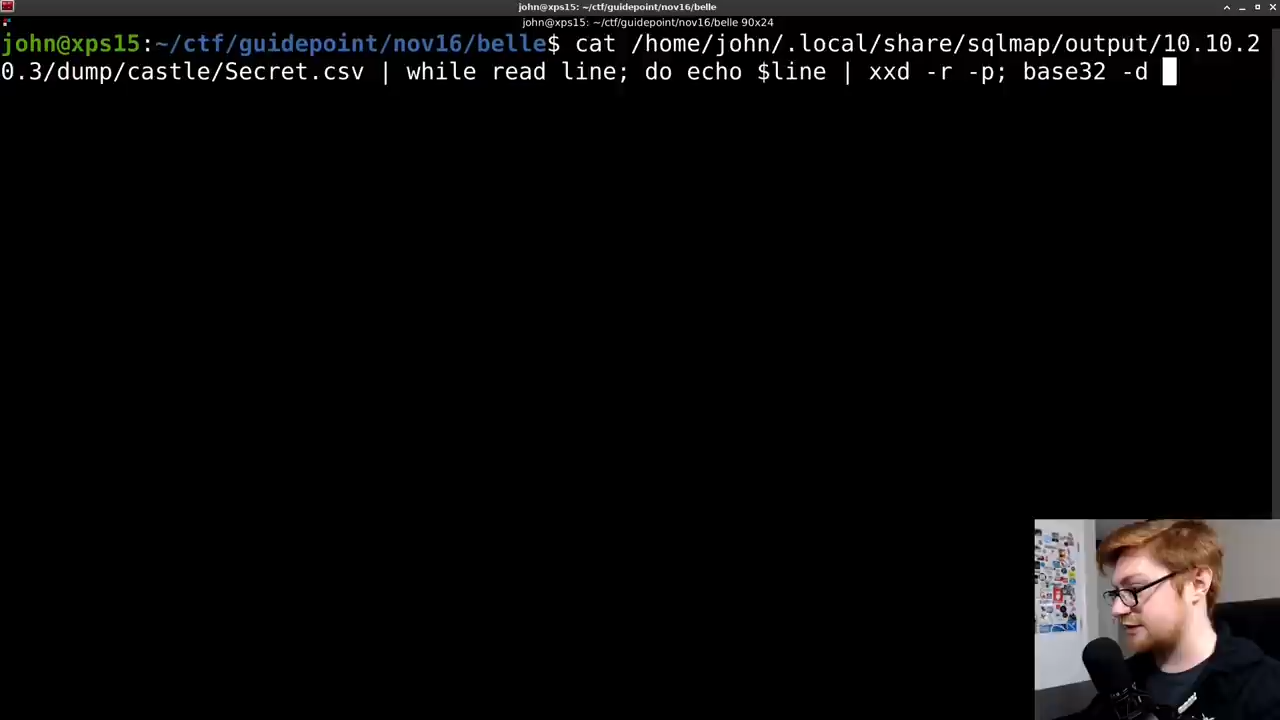 john@xps15: ~/ctf/guidepoint/nov16/belle
john@xps15: ~/ctf/guidepoint/nov16/belle 90x24
john@xps15:~/ctf/guidepoint/nov16/belle$ cat /home/john/.local/share/sqlmap/output/10.10.2
0.3/dump/castle/Secret.csv | while read line; do echo $line | xxd -r -p; base32 -d